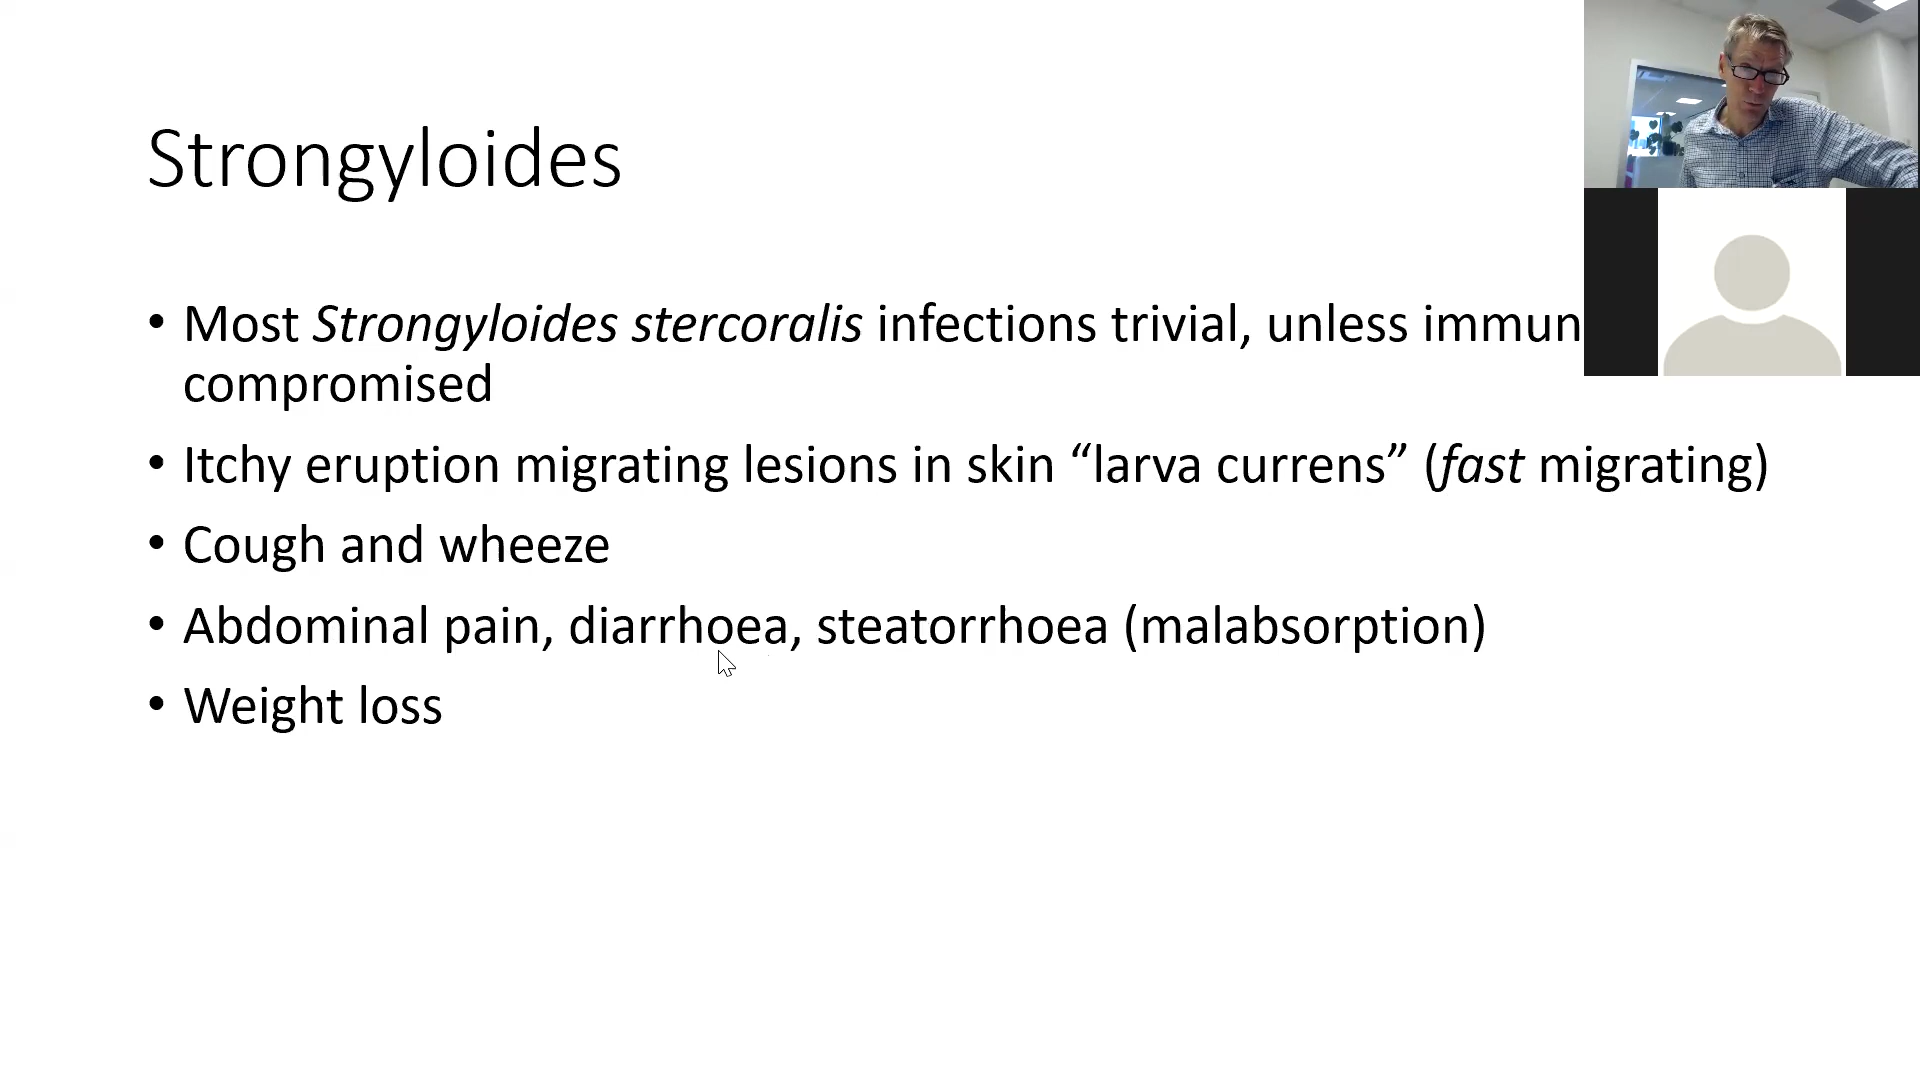 Strongyloides
• Most Strongyloides stercoralis infections trivial, unless immun
compromised
• Itchy eruption migrating lesions in skin “larva currens” (fast migrating)
• Cough and wheeze
• Abdominal pain, diarrhoea, steatorrhoea (malabsorption)
• Weight loss